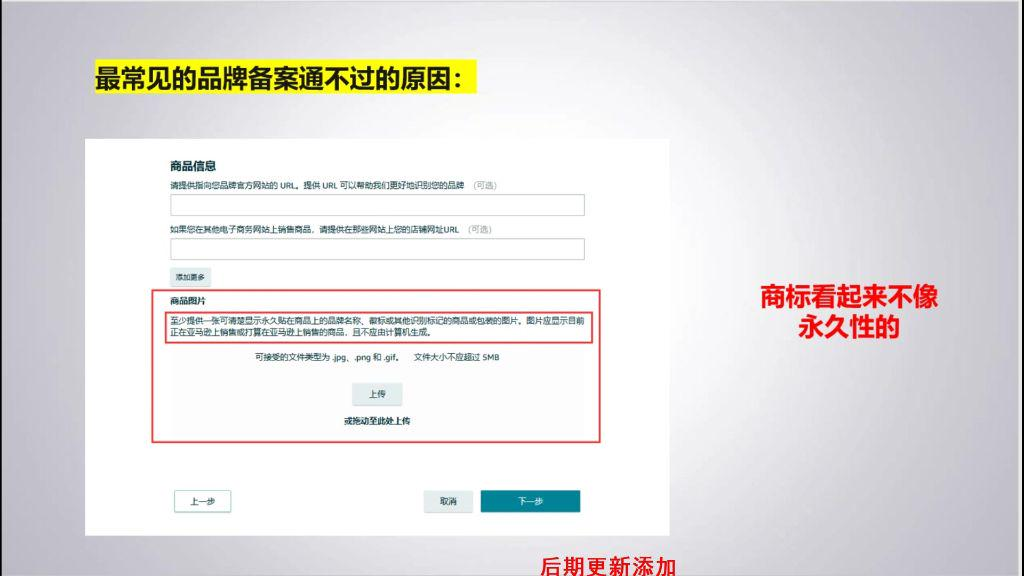 最常见的品牌备案通不过的原因：
商品信息
请提供指向您品牌官方网站的 URL。提供 URL 可以帮助我们更好地识别您的品牌 （可选）
如果您在其他电子商务网站上销售商品，请提供在那些网站上您的店铺网址URL （可选）
添加更多
商品图片
至少提供一张可清楚显示永久贴在商品上的品牌名称、徽标或其他识别标记的商品或包装的图片。图片应显示目前
正在亚马逊上销售或打算在亚马逊上销售的商品，且不应由计算机生成。
可接受的文件类型为 .jpg、.png 和 .gif。 文件大小不应超过 5MB
上传
或拖动至此处上传
上一步
取消
下一步
商标看起来不像
永久性的
后期更新添加